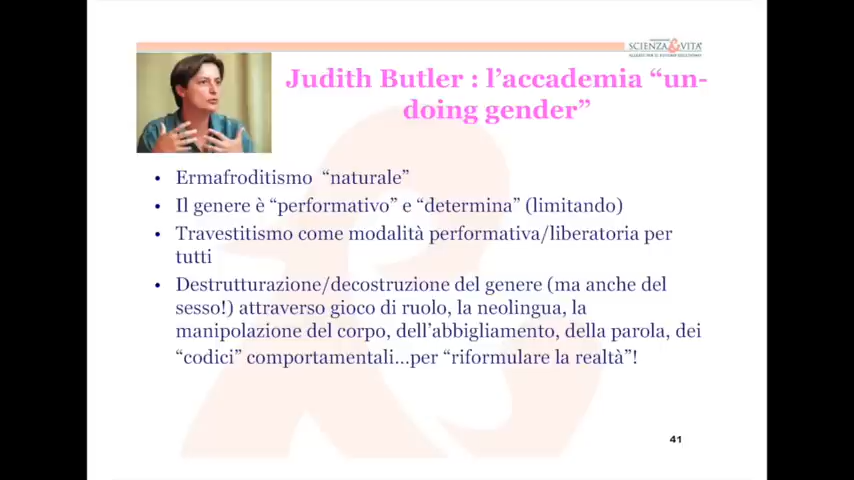 SCIENZA&VITA
Judith Butler : l'accademia “un-
doing gender”
• Ermafroditismo “naturale”
• Il genere è “performativo” e “determina” (limitando)
• Travestitismo come modalità performativa/liberatoria per
tutti
• Destrutturazione/decostruzione del genere (ma anche del
sesso!) attraverso gioco di ruolo, la neolingua, la
manipolazione del corpo, dell'abbigliamento, della parola, dei
“codici” comportamentali...per “riformulare la realtà”!
41